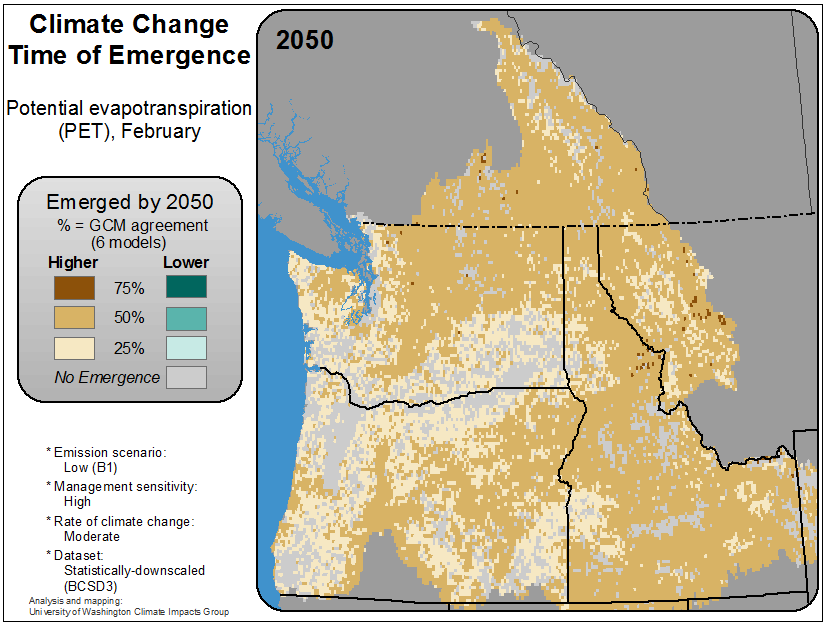 Climate Change
Time of Emergence
Potential evapotranspiration
(PET), February
Emerged by 2050
% = GCM agreement
(6 models)
Higher Lower
75%
50%
25%
No Emergence
* Emission scenario:
Low (B1)
* Management sensitivity:
High
* Rate of climate change:
Moderate
* Dataset:
Statistically-downscaled
(BCSD3)
Analysis and mapping:
University of Washington Climate Impacts Group
2050